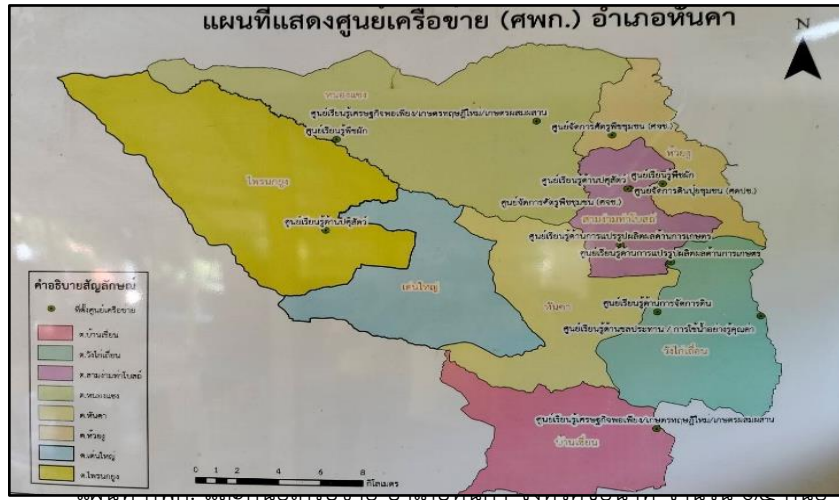 แผนที่แสดงศูนย์เครือข่าย (ศพก.) อำเภอหันคา
N
หนองแซง
ศูนย์เรียนรู้เศรษฐกิจพอเพียง/เกษตรทฤษฎีใหม่/เกษตรผสมผสาน
ศูนย์จัดการศัตรูพืชชุมชน (ศจช.)
ศูนย์เรียนรู้พืชผัก
ห้วยงู
ไพรนกยูง
ศูนย์เรียนรู้ด้านปศุสัตว์
ศูนย์เรียนรู้พืชผัก
ศูนย์จัดการดินปุ๋ยชุมชน (ศดปช.)
ศูนย์จัดการศัตรูพืชชุมชน (ศจช.)
สามง่ามท่าโบสถ์
ศูนย์เรียนรู้ด้านปศุสัตว์
ศูนย์เรียนรู้ด้านการแปรรูปผลิตผลด้านการเกษตร
ศูนย์เรียนรู้ด้านการแปรรูปผลิตผลด้านการเกษตร
เด่นใหญ่
หันคา
ศูนย์เรียนรู้ด้านการจัดการดิน
ศูนย์เรียนรู้ด้านชลประทาน / การใช้น้ำอย่างรู้คุณค่า
วังไก่เถื่อน
ศูนย์เรียนรู้เศรษฐกิจพอเพียง/เกษตรทฤษฎีใหม่/เกษตรผสมผสาน
บ้านเชี่ยน
คำอธิบายสัญลักษณ์
ที่ตั้งศูนย์เครือข่าย
ต.บ้านเชี่ยน
ต.วังไก่เถื่อน
ต.สามง่ามท่าโบสถ์
ต.หนองแซง
ต.หันคา
ต.ห้วยงู
ต.เด่นใหญ่
ต.ไพรนกยูง
0 1 2 4 6 8
กิโลเมตร